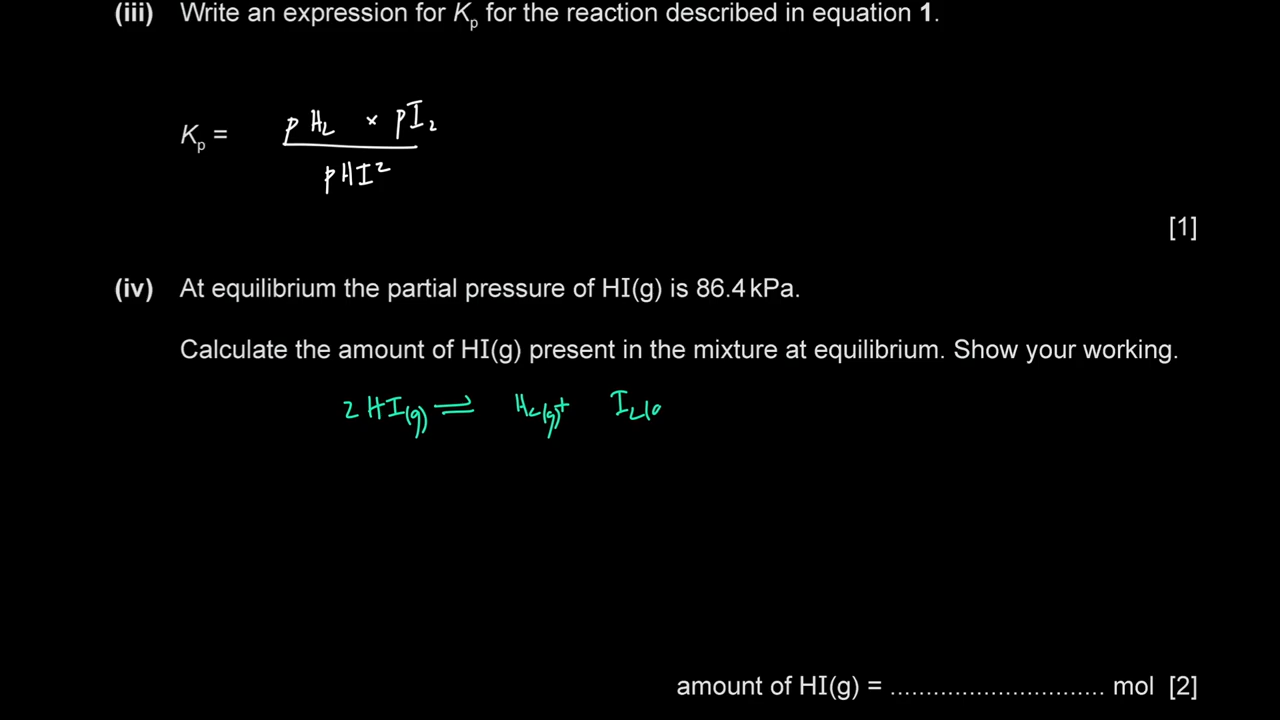 (iii) Write an expression for Kp for the reaction described in equation 1.
Kp = pH2 × pI2
pHI²
[1]
(iv) At equilibrium the partial pressure of HI(g) is 86.4 kPa.
Calculate the amount of HI(g) present in the mixture at equilibrium. Show your working.
2HI(g) ⇌ H2(g) + I2(
amount of HI(g) = .............................. mol [2]